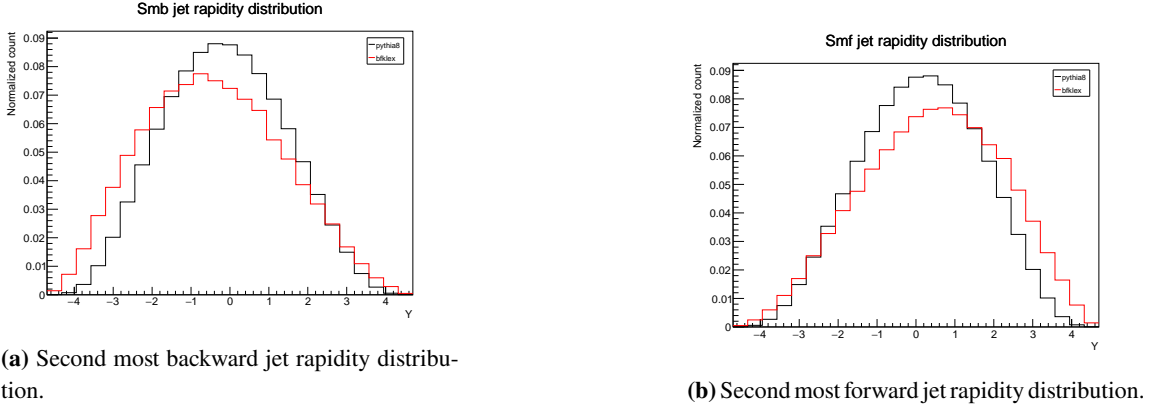 Smb jet rapidity distribution
Normalized count
0.09
0.08
0.07
0.06
0.05
0.04
0.03
0.02
0.01
0
−4 −3 −2 −1 0 1 2 3 4
Y
pythia8
bfklex
(a) Second most backward jet rapidity distribu-
tion.
Smf jet rapidity distribution
Normalized count
0.09
0.08
0.07
0.06
0.05
0.04
0.03
0.02
0.01
0
−4 −3 −2 −1 0 1 2 3 4
Y
pythia8
bfklex
(b) Second most forward jet rapidity distribution.